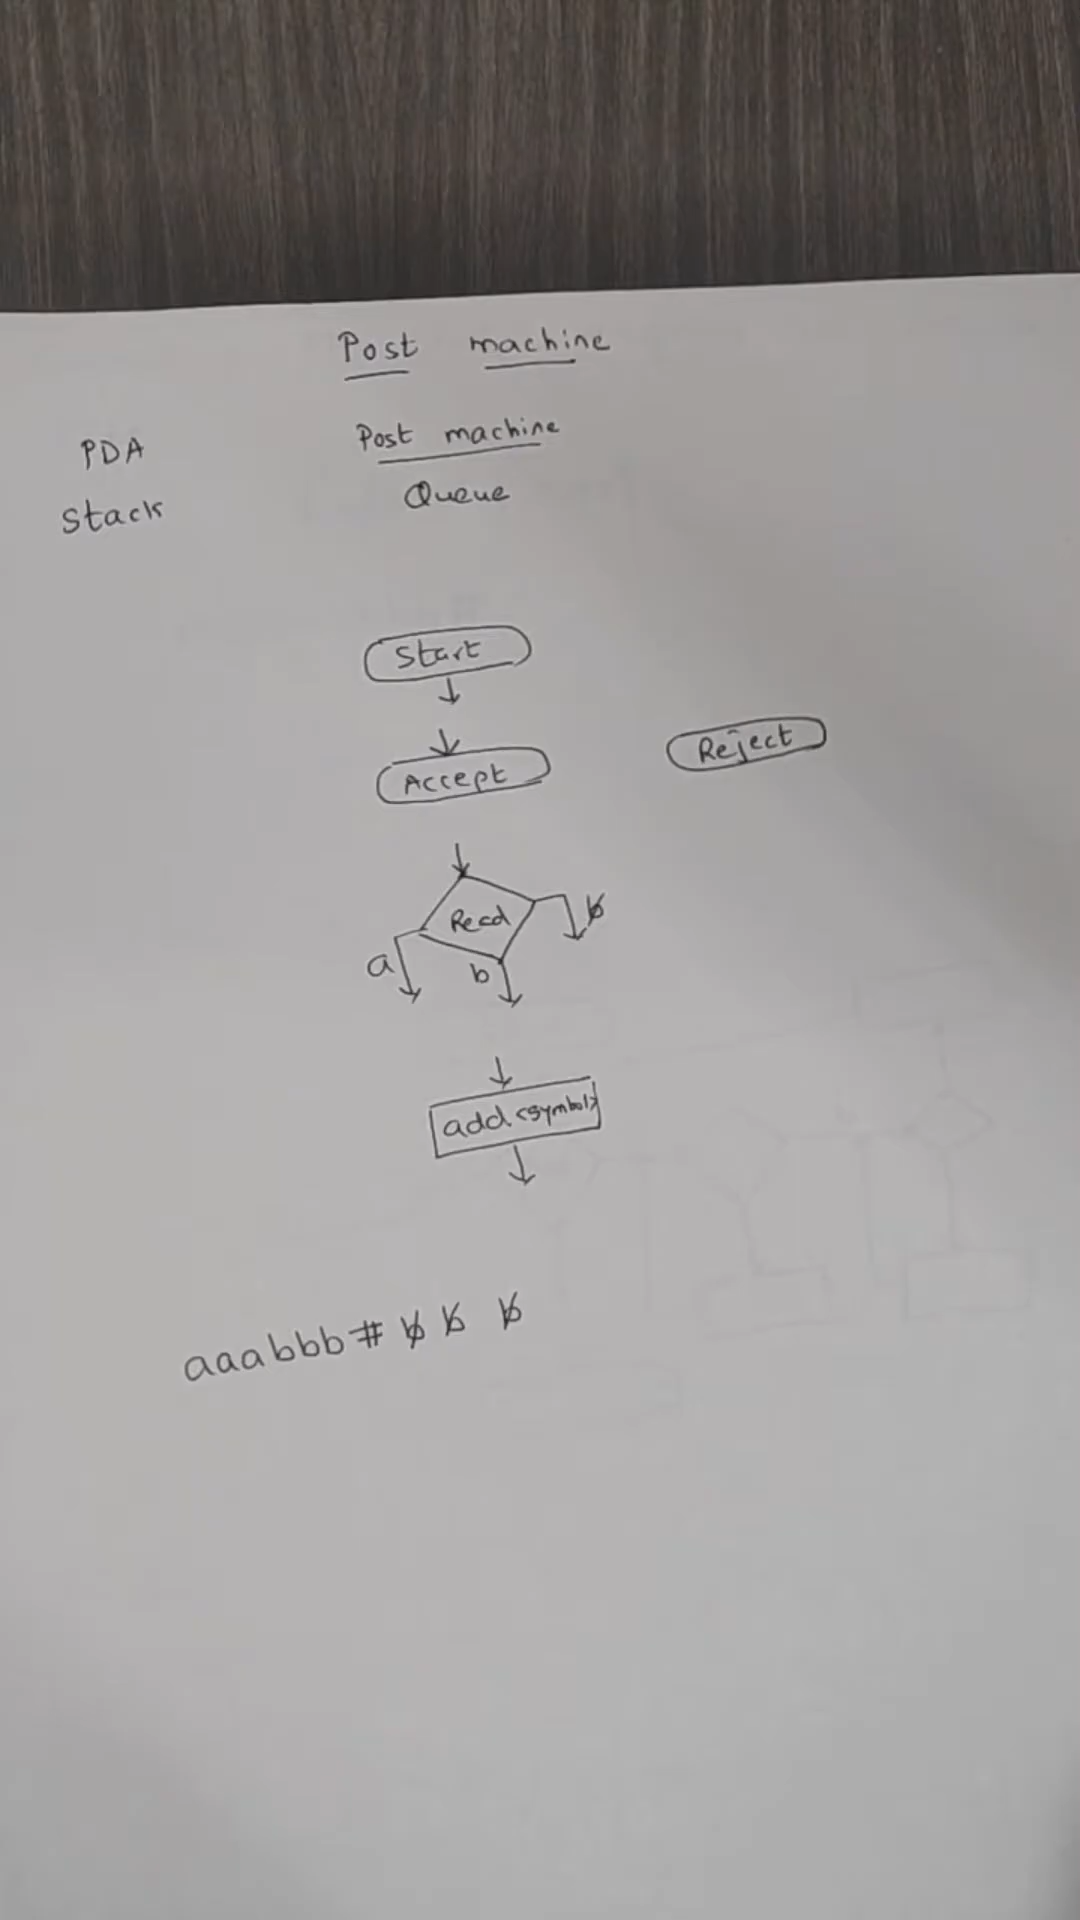 Post machine
PDA Post machine
Stack Queue
Start
Accept Reject
Read
a b ƀ
add <symbol>
aaabbb# ƀ ƀ ƀ